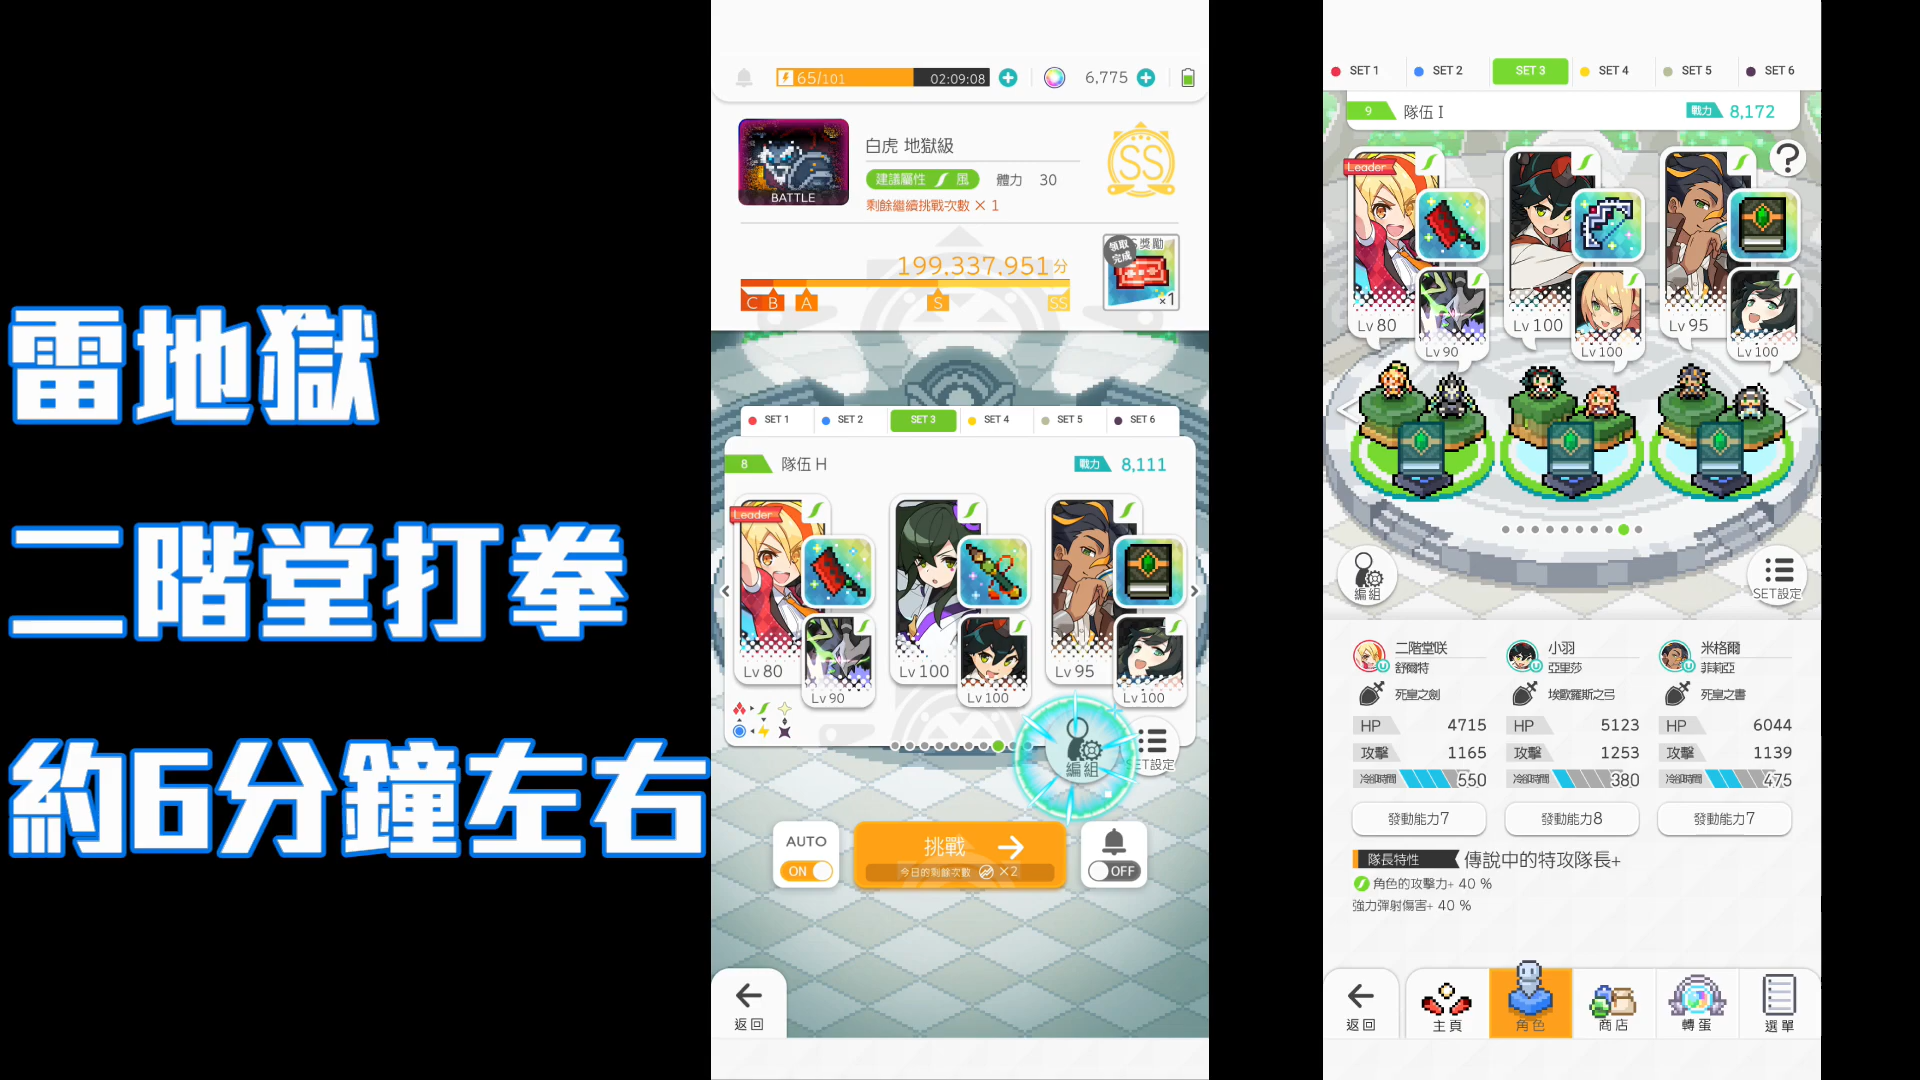 雷地獄
二階堂打拳
約6分鐘左右
65/101
02:09:08
6,775
BATTLE
白虎 地獄級
建議屬性 風 體力 30
剩餘繼續挑戰次數 × 1
SS
199,337,951分
C B A S SS
領取完成
獎勵
×1
SET 1 SET 2 SET 3 SET 4 SET 5 SET 6
8 隊伍 H 戰力 8,111
Leader
Lv 80
Lv 90
Lv 100
Lv 100
Lv 95
Lv 100
編組
SET設定
AUTO
ON
挑戰
今日的剩餘次數 ×2
OFF
返回
SET 1 SET 2 SET 3 SET 4 SET 5 SET 6
9 隊伍 I 戰力 8,172
?
Leader
Lv 80
Lv 90
Lv 100
Lv 100
Lv 95
Lv 100
編組
SET設定
二階堂咲 小羽 米格爾
舒爾特 亞里莎 菲莉亞
死皇之劍 埃歐羅斯之弓 死皇之書
HP 4715 HP 5123 HP 6044
攻擊 1165 攻擊 1253 攻擊 1139
冷卻時間 550 冷卻時間 380 冷卻時間 475
發動能力7 發動能力8 發動能力7
隊長特性 傳說中的特攻隊長+
角色的攻擊力+ 40 %
強力彈射傷害+ 40 %
返回 主頁 角色 商店 轉蛋 選單